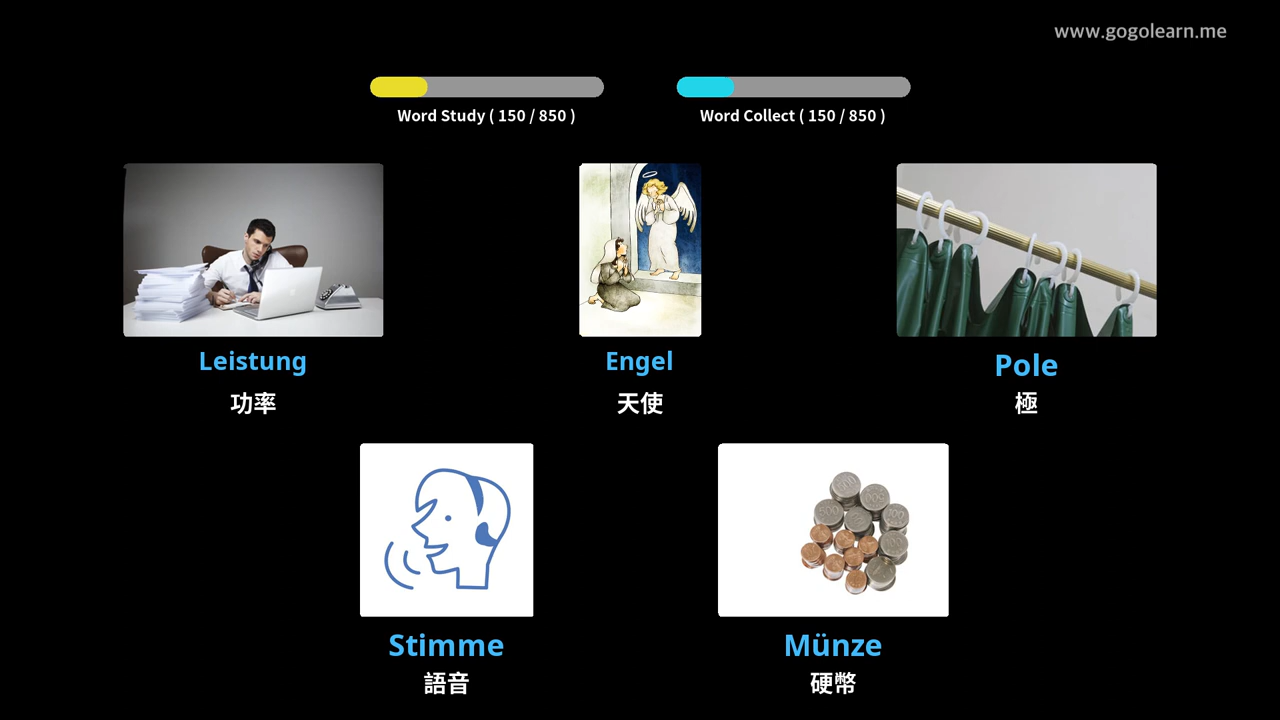 www.gogolearn.me
Word Study ( 150 / 850 )
Word Collect ( 150 / 850 )
Leistung
功率
Engel
天使
Pole
極
Stimme
語音
Münze
硬幣